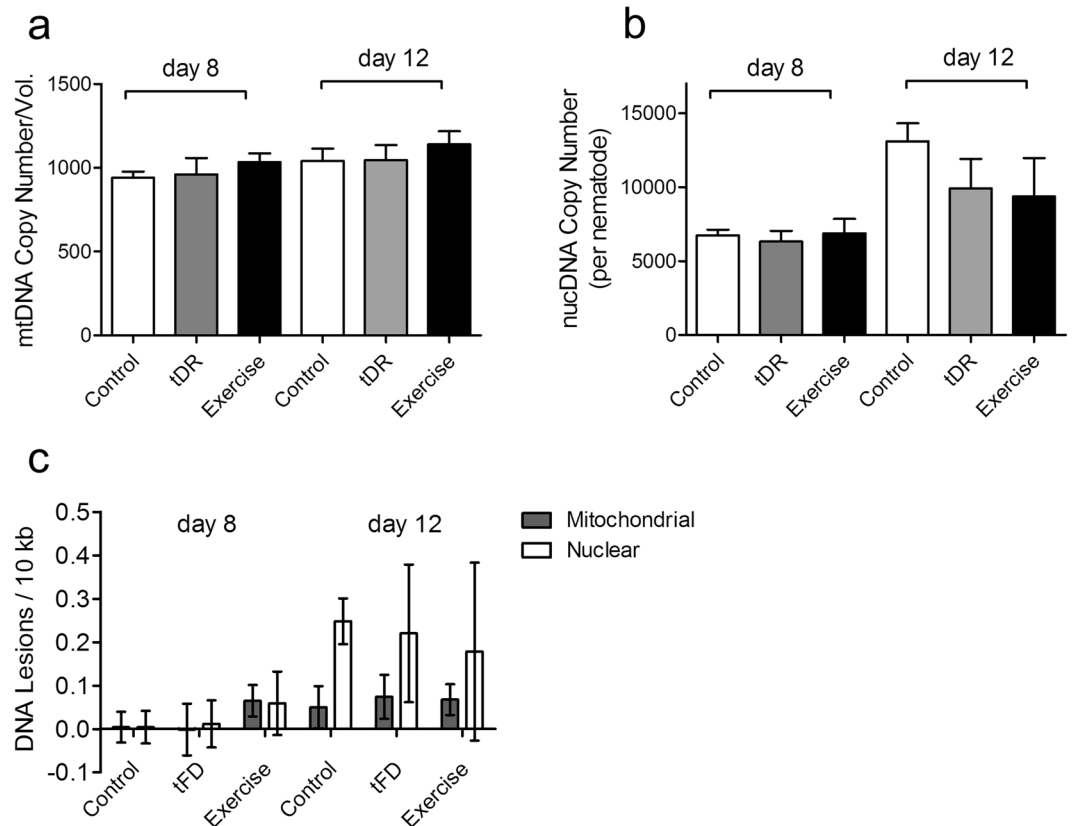 a
day 8
day 12
mtDNA Copy Number/Vol.
1500
1000
500
0
Control
tDR
Exercise
Control
tDR
Exercise
b
day 8
day 12
nucDNA Copy Number
(per nematode)
15000
10000
5000
0
Control
tDR
Exercise
Control
tDR
Exercise
c
day 8
day 12
DNA Lesions / 10 kb
0.5
0.4
0.3
0.2
0.1
0.0
-0.1
Control
tFD
Exercise
Control
tFD
Exercise
Mitochondrial
Nuclear